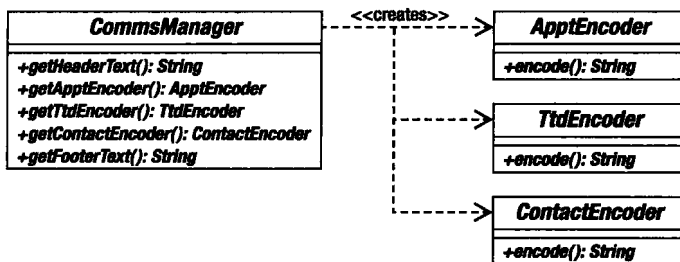 CommsManager
+getHeaderText(): String
+getApptEncoder(): ApptEncoder
+getTtdEncoder(): TtdEncoder
+getContactEncoder(): ContactEncoder
+getFooterText(): String
<<creates>>
ApptEncoder
+encode(): String
TtdEncoder
+encode(): String
ContactEncoder
+encode(): String